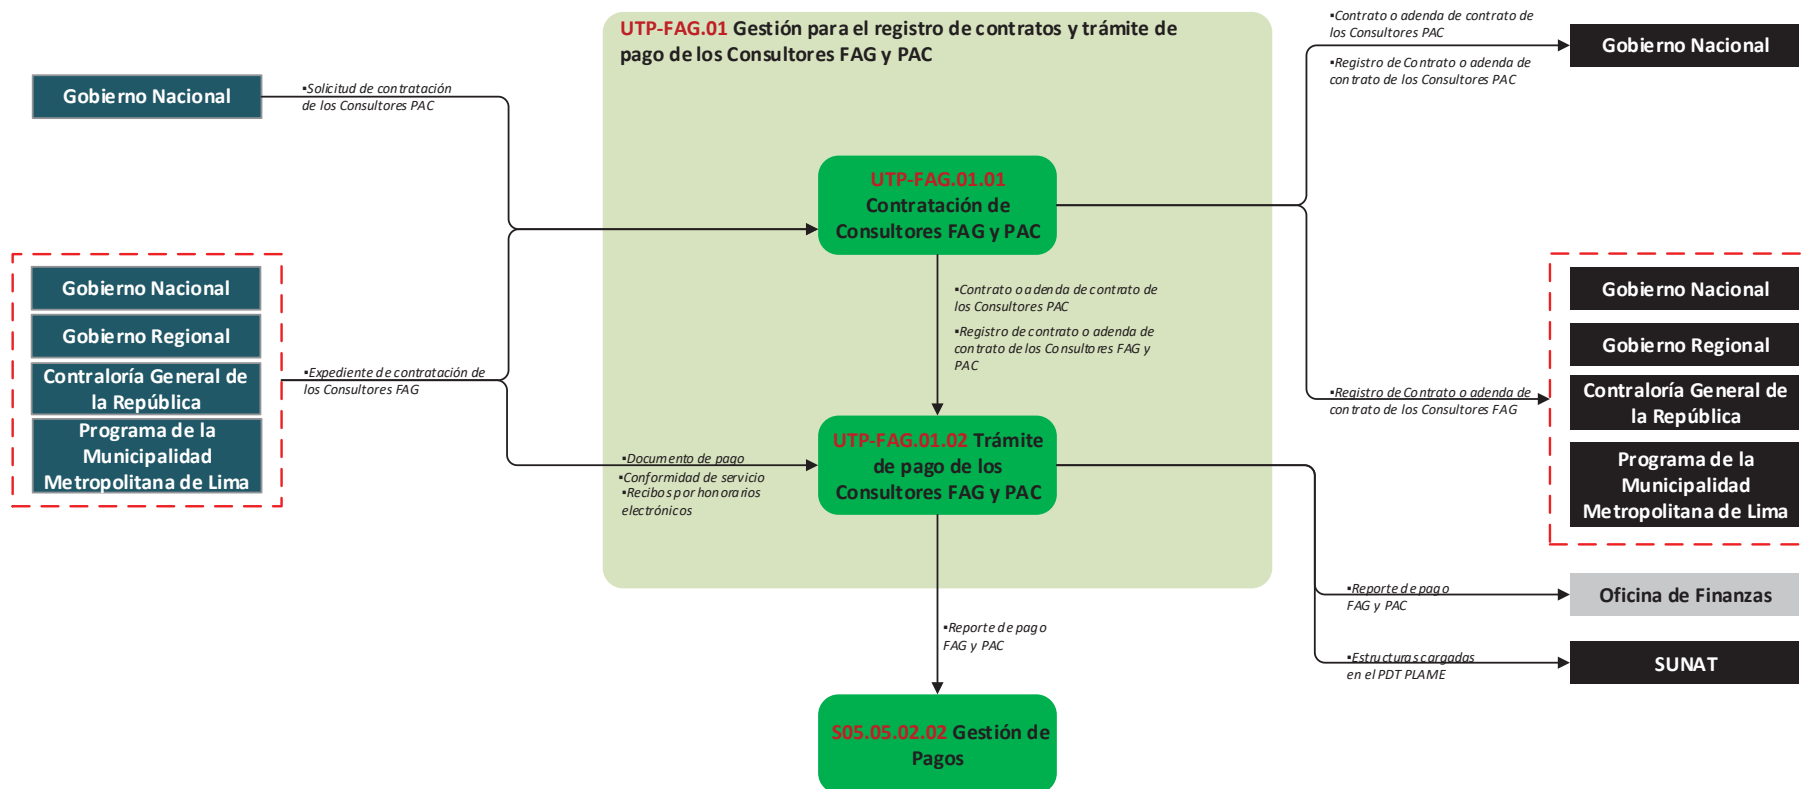 UTP-FAG.01 Gestión para el registro de contratos y trámite de
pago de los Consultores FAG y PAC
Gobierno Nacional
▪Solicitud de contratación
de los Consultores PAC
▪Contrato o adenda de contrato de
los Consultores PAC
▪Registro de Contrato o adenda de
contrato de los Consultores PAC
Gobierno Nacional
UTP-FAG.01.01
Contratación de
Consultores FAG y PAC
Gobierno Nacional
Gobierno Regional
Contraloría General de
la República
Programa de la
Municipalidad
Metropolitana de Lima
▪Expediente de contratación de
los Consultores FAG
▪Contrato o adenda de contrato de
los Consultores PAC
▪Registro de contrato o adenda de
contrato de los Consultores FAG y
PAC
▪Registro de Contrato o adenda de
contrato de los Consultores FAG
Gobierno Nacional
Gobierno Regional
Contraloría General de
la República
Programa de la
Municipalidad
Metropolitana de Lima
▪Documento de pago
▪Conformidad de servicio
▪Recibos por honorarios
electrónicos
UTP-FAG.01.02 Trámite
de pago de los
Consultores FAG y PAC
▪Reporte de pago
FAG y PAC
Oficina de Finanzas
▪Reporte de pago
FAG y PAC
▪Estructuras cargadas
en el PDT PLAME
SUNAT
S05.05.02.02 Gestión de
Pagos